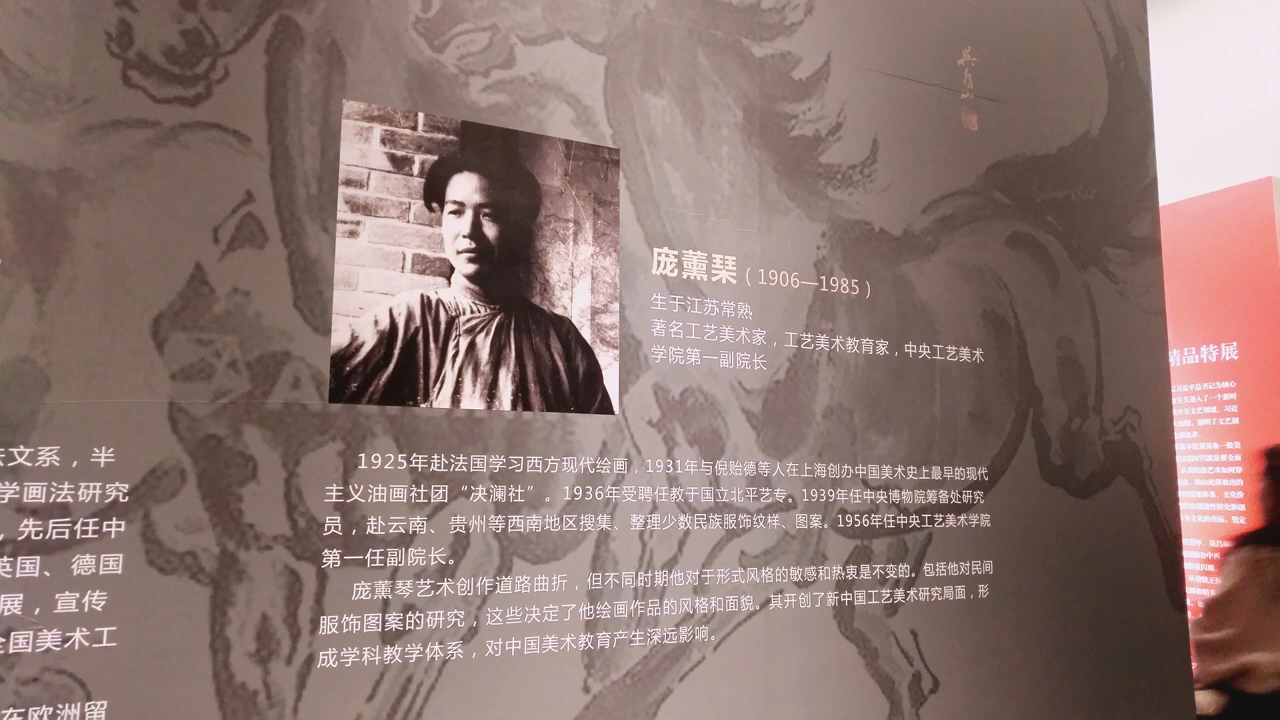 庞薰琹（1906—1985）
生于江苏常熟
著名工艺美术家，工艺美术教育家，中央工艺美术
学院第一副院长
1925年赴法国学习西方现代绘画，1931年与倪贻德等人在上海创办中国美术史上最早的现代
主义油画社团“决澜社”。1936年受聘任教于国立北平艺专。1939年任中央博物院筹备处研究
员，赴云南、贵州等西南地区搜集、整理少数民族服饰纹样、图案。1956年任中央工艺美术学院
第一任副院长。
庞薰琴艺术创作道路曲折，但不同时期他对于形式风格的敏感和热衷是不变的。包括他对民间
服饰图案的研究，这些决定了他绘画作品的风格和面貌。其开创了新中国工艺美术研究局面，形
成学科教学体系，对中国美术教育产生深远影响。
文系，半
学画法研究
，先后任中
英国、德国
展，宣传
全国美术工
在欧洲留
精品特展